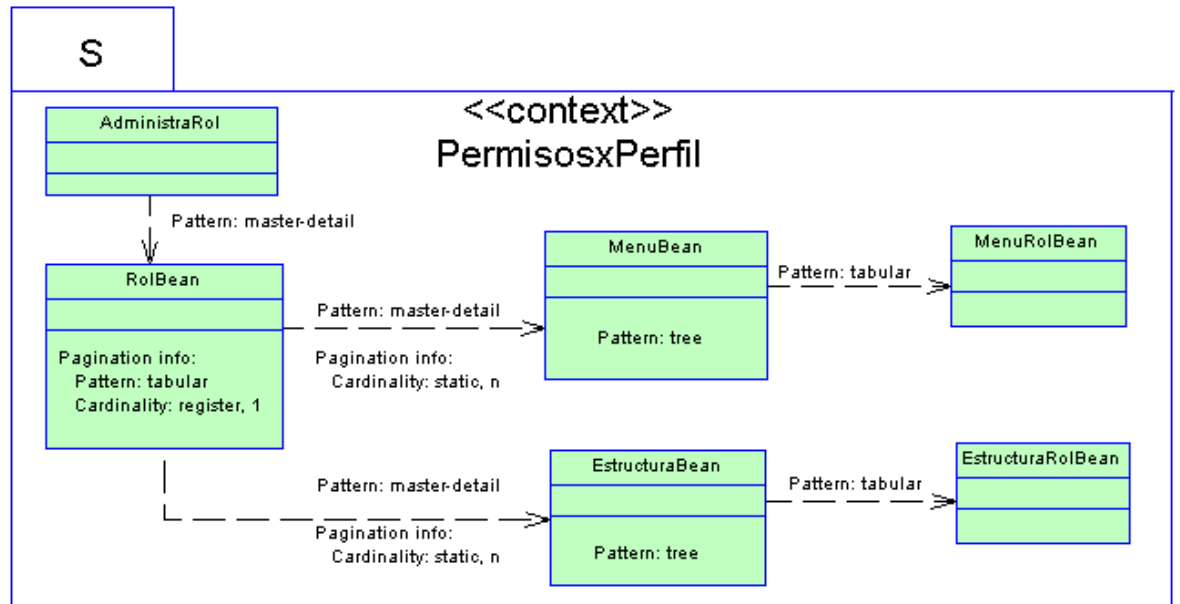 S
<<context>>
PermisosxPerfil
AdministraRol
Pattern: master-detail
RolBean
Pagination info:
Pattern: tabular
Cardinality: register, 1
Pattern: master-detail
Pagination info:
Cardinality: static, n
MenuBean
Pattern: tree
Pattern: tabular
MenuRolBean
Pattern: master-detail
Pagination info:
Cardinality: static, n
EstructuraBean
Pattern: tree
Pattern: tabular
EstructuraRolBean